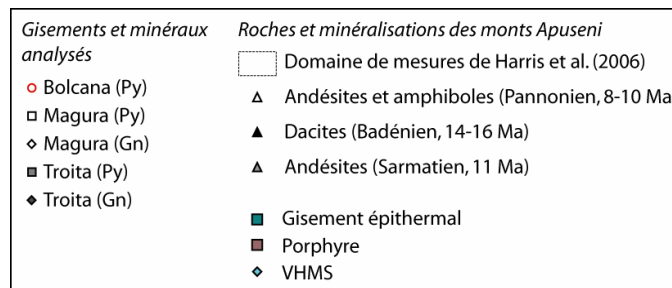 Gisements et minéraux
analysés
Bolcana (Py)
Magura (Py)
Magura (Gn)
Troita (Py)
Troita (Gn)
Roches et minéralisations des monts Apuseni
Domaine de mesures de Harris et al. (2006)
Andésites et amphiboles (Pannonien, 8-10 Ma
Dacites (Badénien, 14-16 Ma)
Andésites (Sarmatien, 11 Ma)
Gisement épithermal
Porphyre
VHMS